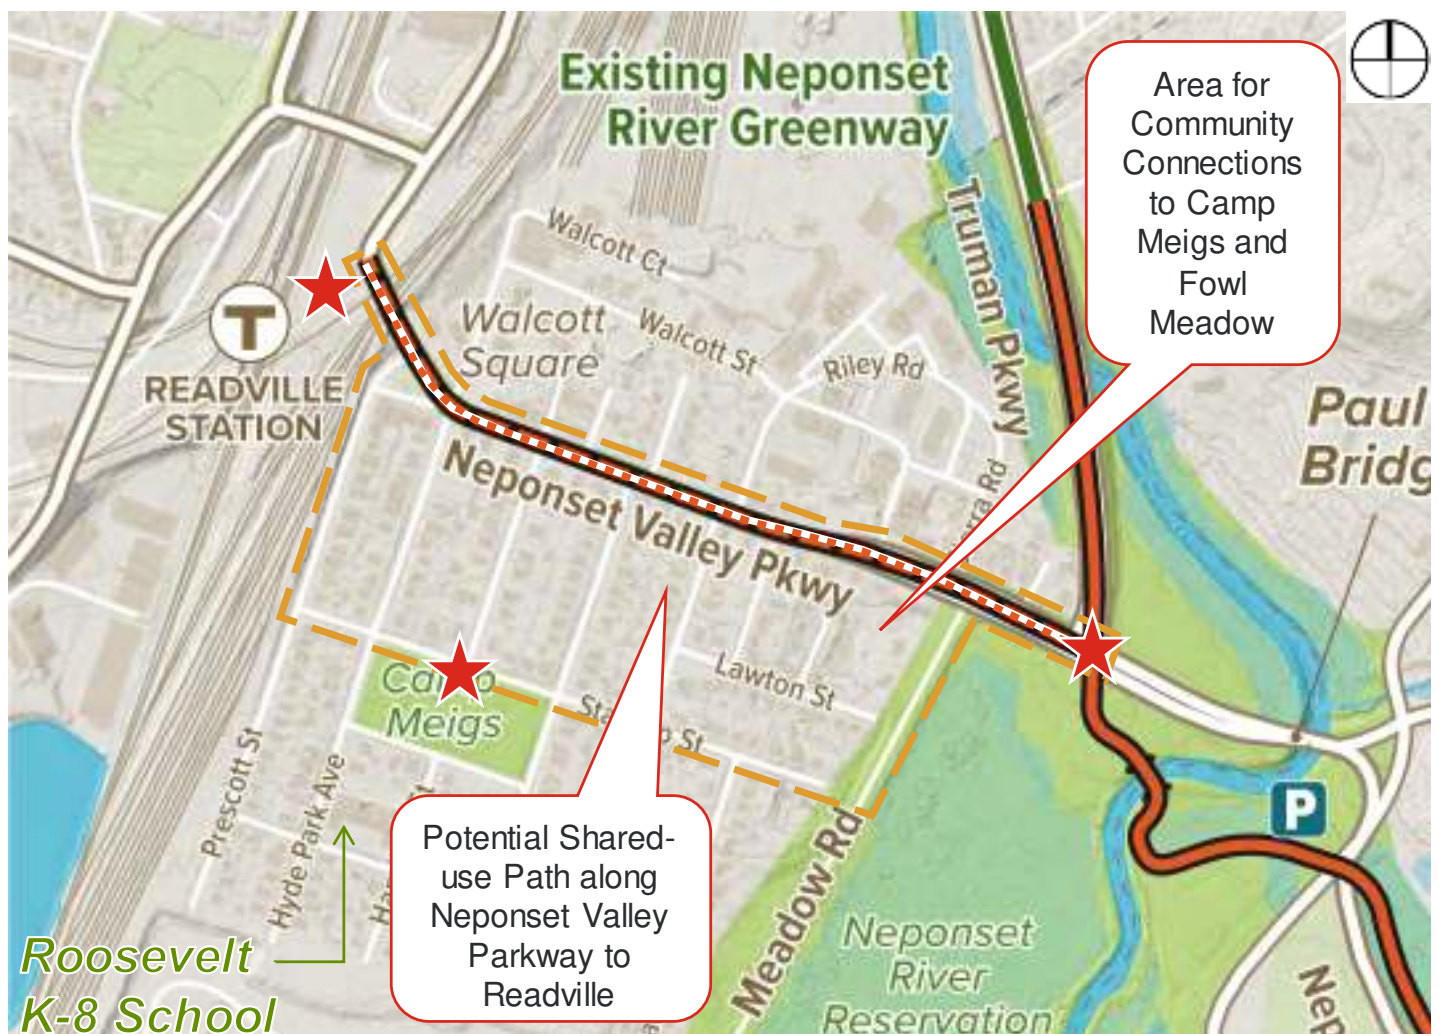 Existing Neponset
River Greenway
Area for
Community
Connections
to Camp
Meigs and
Fowl
Meadow
Truman Pkwy
Walcott Ct
Walcott St
Walcott
Square
Riley Rd
T
READVILLE
STATION
Paul
Neponset Valley Pkwy
Rd
Lawton St
Meigs
St
Prescott St
Hyde Park Ave
Potential Shared-
use Path along
Neponset Valley
Parkway to
Readville
P
Meadow Rd
Neponset
River
Reservation
Roosevelt
K-8 School